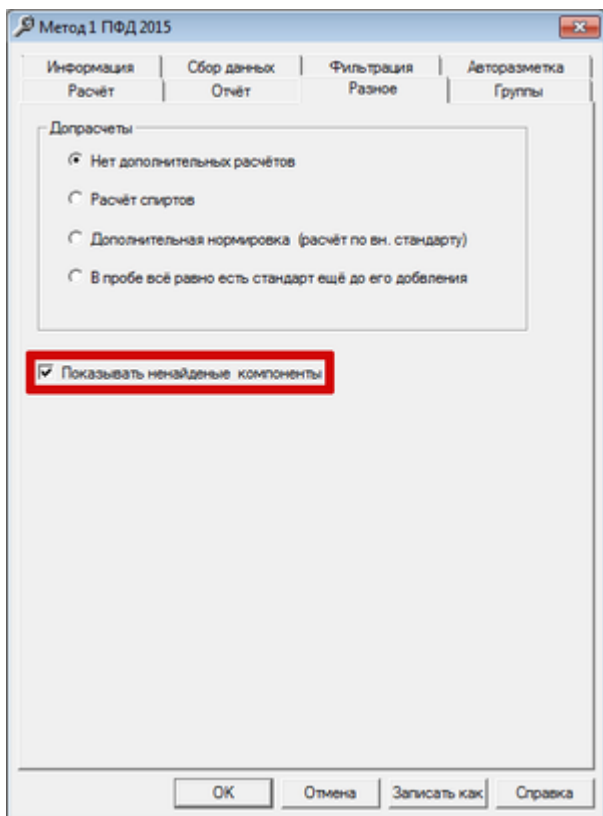 Метод 1 ПФД 2015
Информация Сбор данных Фильтрация Авторазметка
Расчёт Отчёт Разное Группы
Допрасчеты
Нет дополнительных расчётов
Расчёт спиртов
Дополнительная нормировка (расчёт по вн. стандарту)
В пробе всё равно есть стандарт ещё до его добвления
Показывать ненайденые компоненты
OK Отмена Записать как Справка